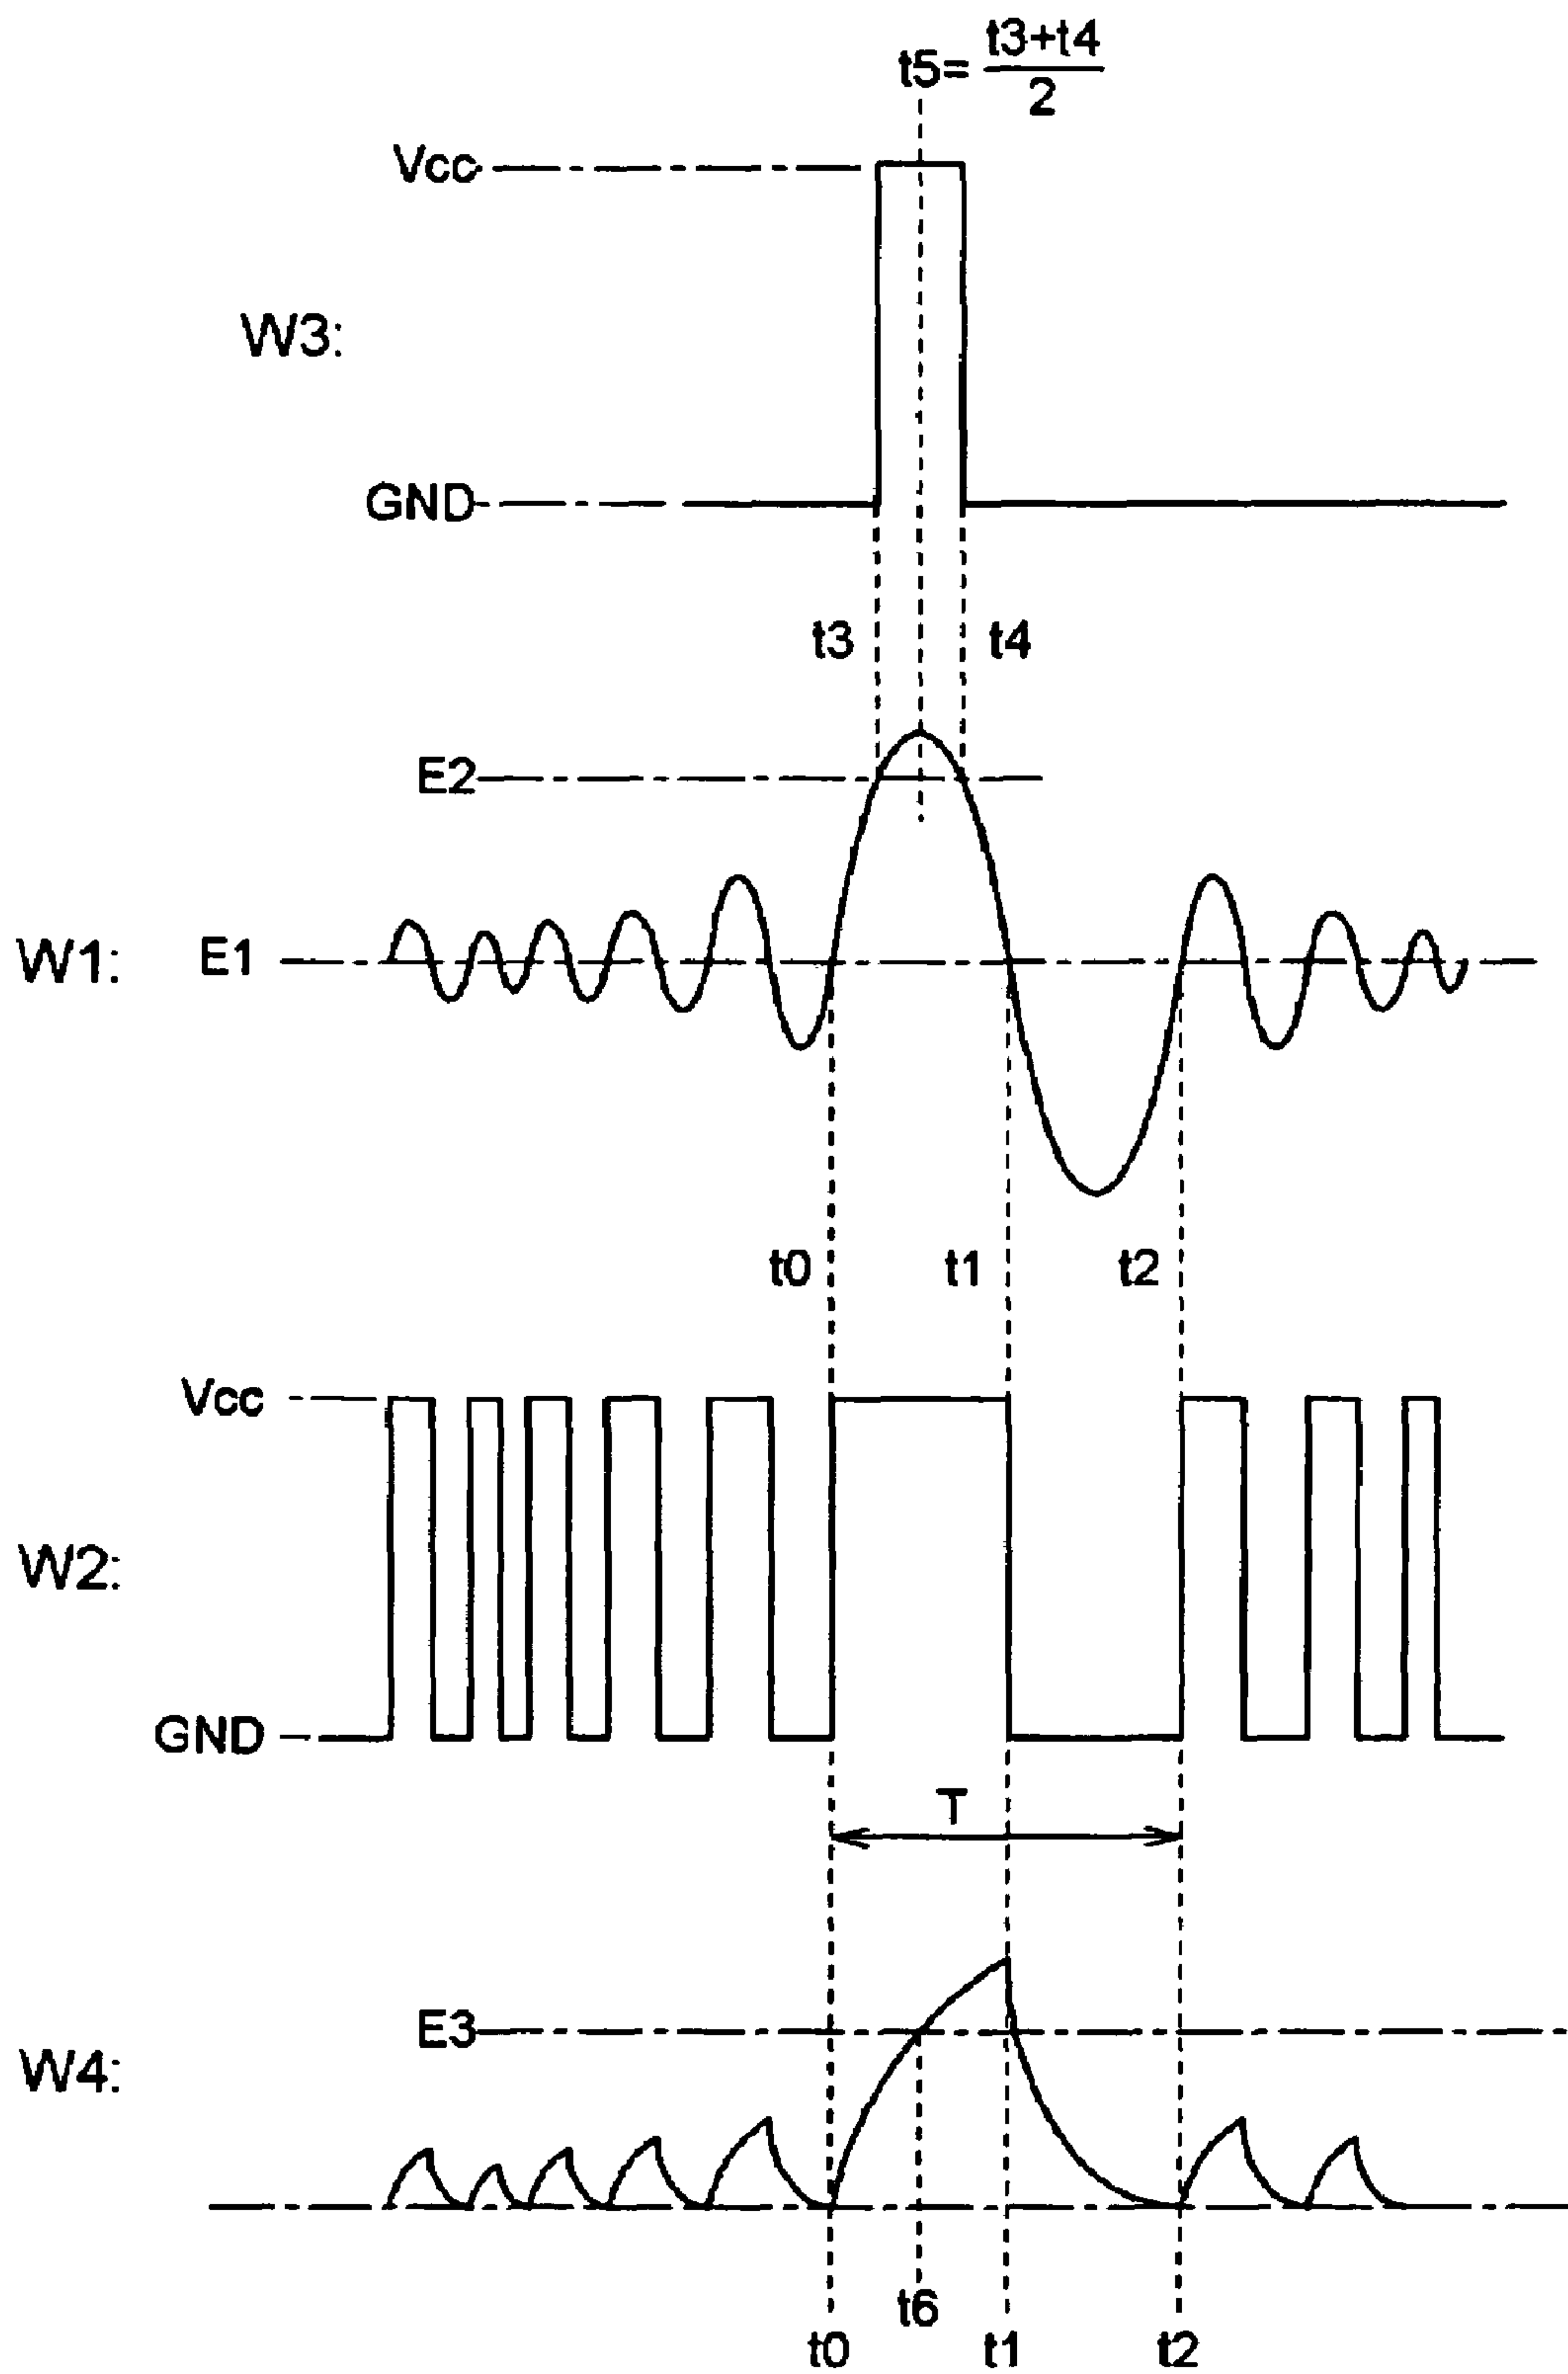 t5= t3+t4
2
Vcc
W3:
GND
t3 t4
E2
W1: E1
t0 t1 t2
Vcc
W2:
GND
T
E3
W4:
t6
t0 t1 t2